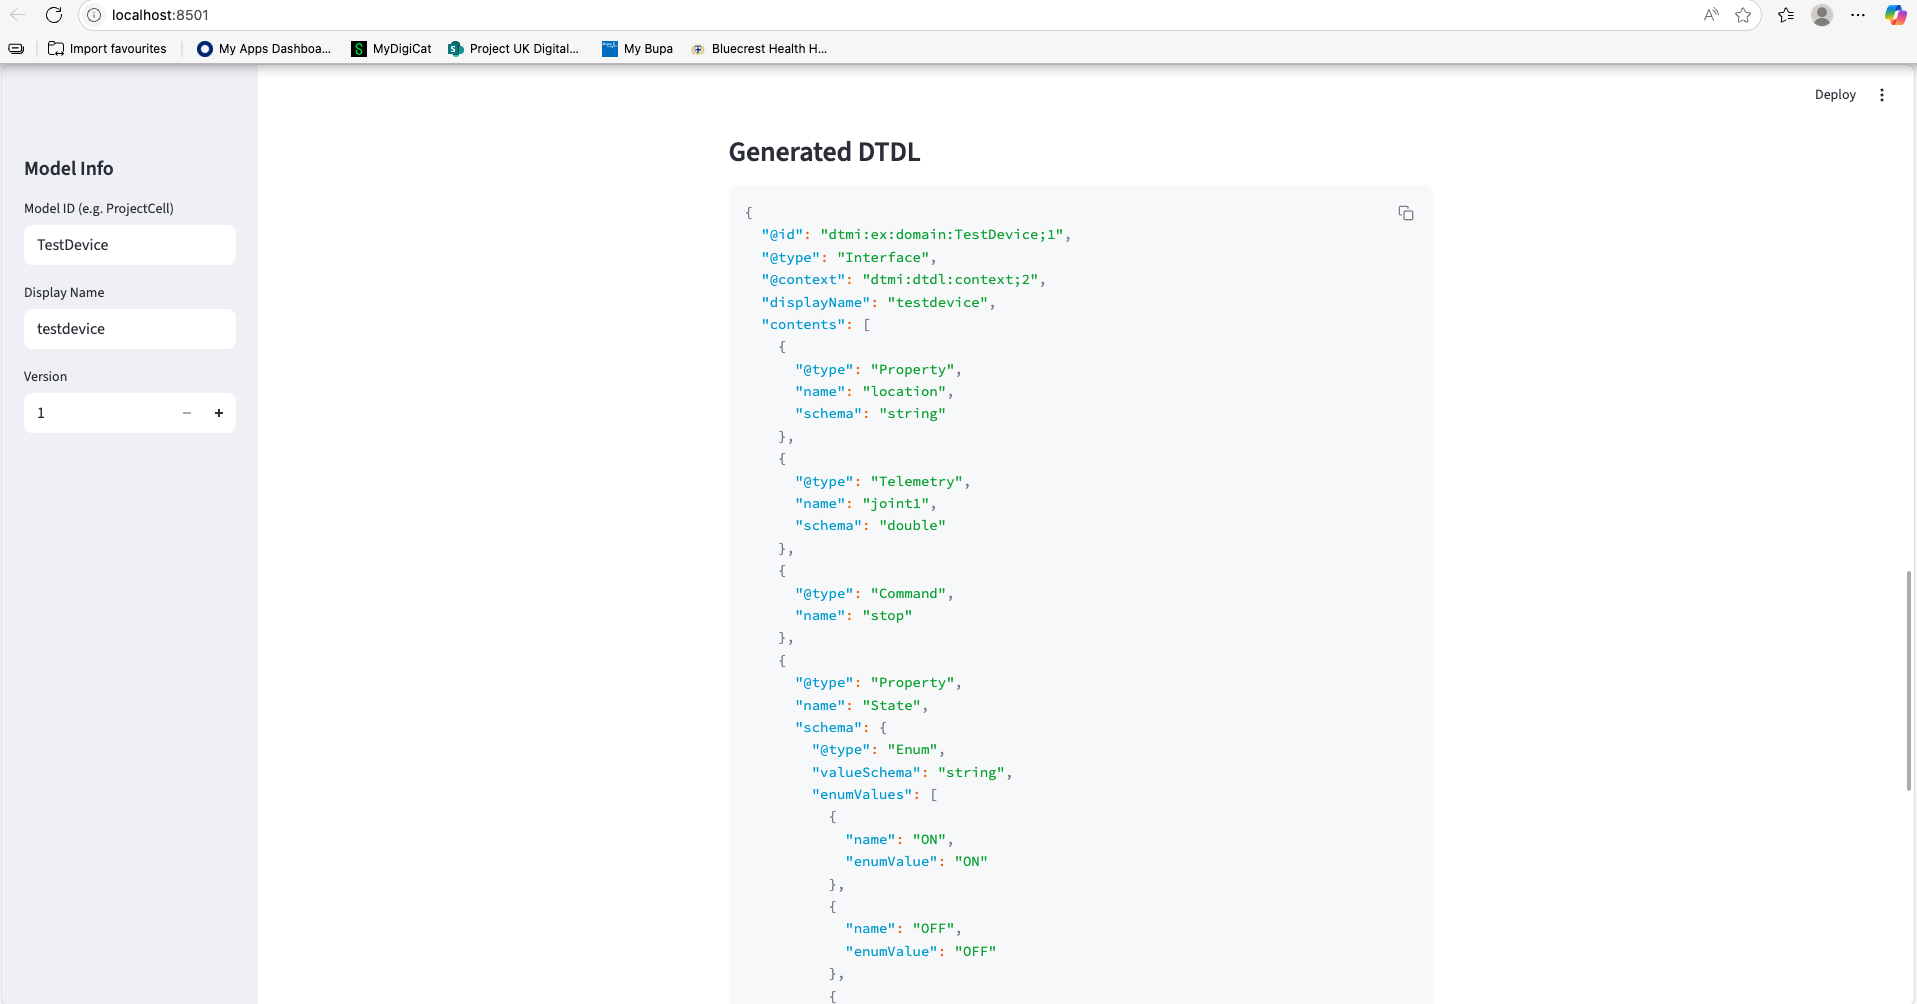 localhost:8501
Import favourites
My Apps Dashboa...
MyDigiCat
Project UK Digital...
My Bupa
Bluecrest Health H...
Deploy
Model Info
Model ID (e.g. ProjectCell)
TestDevice
Display Name
testdevice
Version
1
Generated DTDL
{
"@id": "dtmi:ex:domain:TestDevice;1",
"@type": "Interface",
"@context": "dtmi:dtdl:context;2",
"displayName": "testdevice",
"contents": [
{
"@type": "Property",
"name": "location",
"schema": "string"
},
{
"@type": "Telemetry",
"name": "joint1",
"schema": "double"
},
{
"@type": "Command",
"name": "stop"
},
{
"@type": "Property",
"name": "State",
"schema": {
"@type": "Enum",
"valueSchema": "string",
"enumValues": [
{
"name": "ON",
"enumValue": "ON"
},
{
"name": "OFF",
"enumValue": "OFF"
},
{